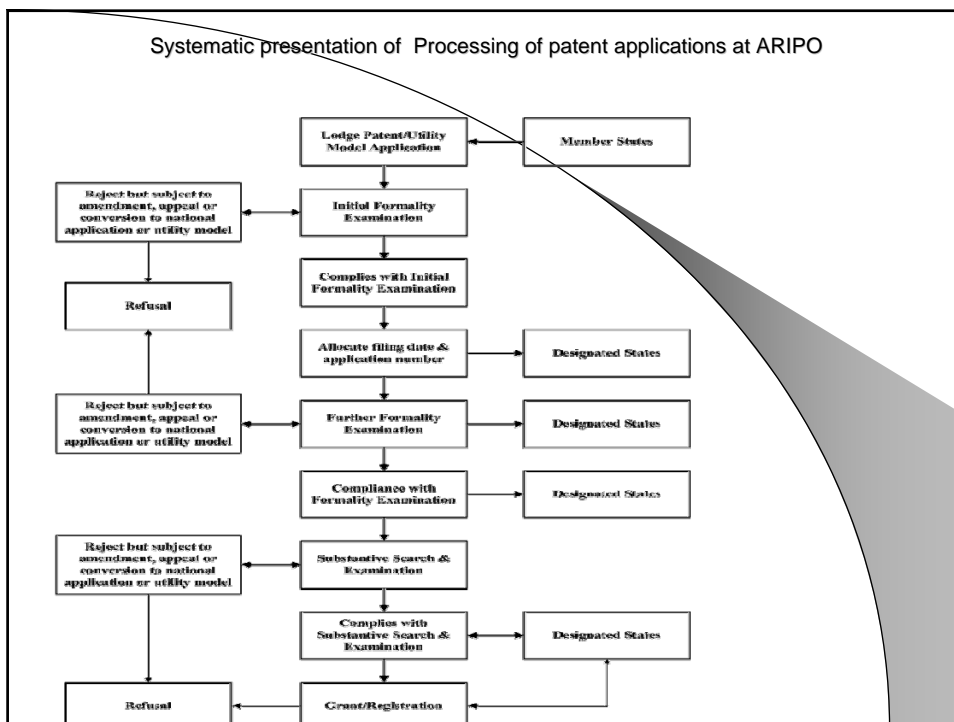 Systematic presentation of Processing of patent applications at ARIPO
Lodge Patent/Utility
Model Application
Member States
Reject but subject to
amendment, appeal or
conversion to national
application or utility model
Initial Formality
Examination
Complies with Initial
Formality Examination
Refusal
Allocate filing date &
application number
Designated States
Reject but subject to
amendment, appeal or
conversion to national
application or utility model
Further Formality
Examination
Designated States
Compliance with
Formality Examination
Designated States
Reject but subject to
amendment, appeal or
conversion to national
application or utility model
Substantive Search &
Examination
Complies with
Substantive Search &
Examination
Designated States
Refusal
Grant/Registration